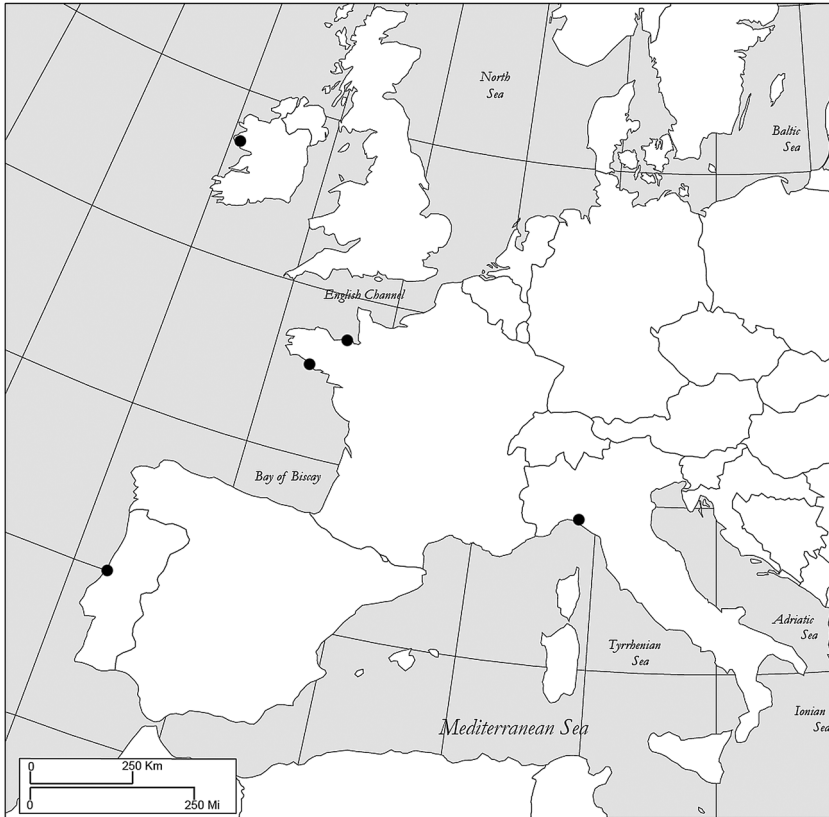 North
Sea
Baltic
Sea
English Channel
Bay of Biscay
Adriatic
Sea
Tyrrhenian
Sea
Ionian
Sea
Mediterranean Sea
0 250 Km
0 250 Mi